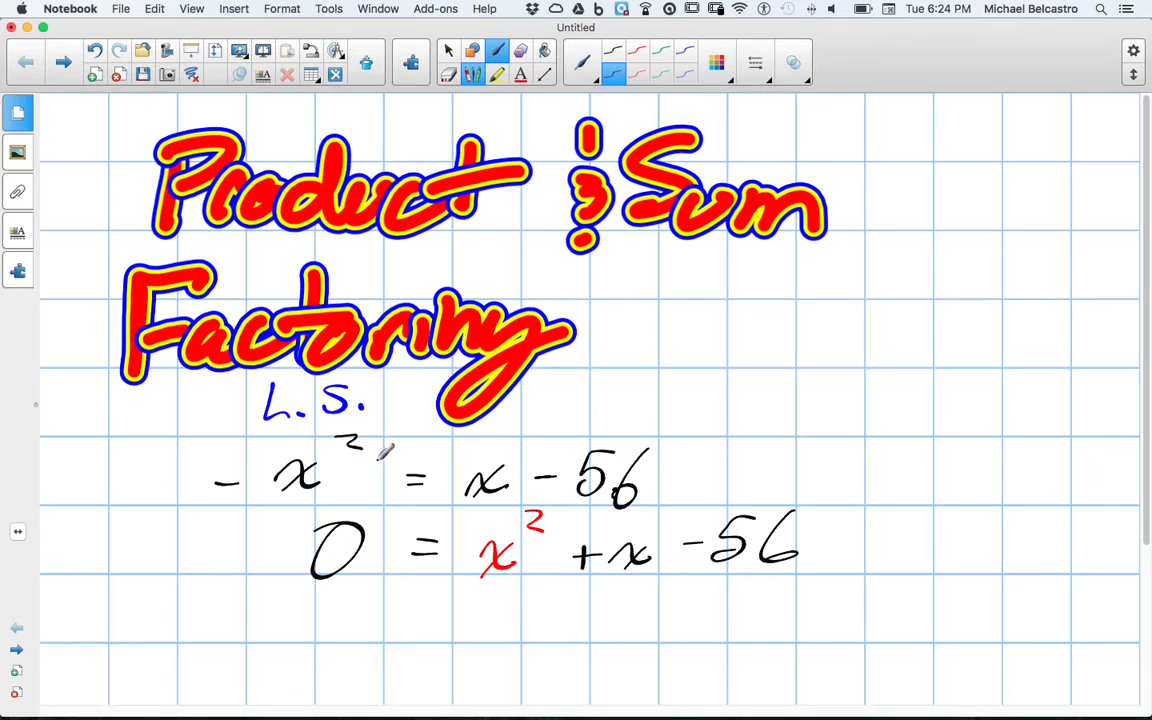 Notebook File Edit View Insert Format Tools Window Add-ons Help Tue 6:24 PM Michael Belcastro
Untitled
Product & Sum
Factoring
L.S.
- x² = x - 56
0 = x² + x - 56